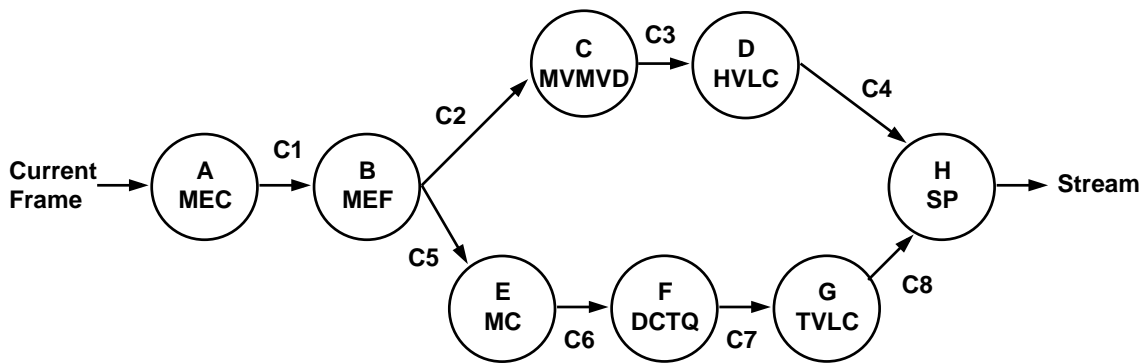 C
MVMVD
C3
D
HVLC
C2
C4
Current
Frame
A
MEC
C1
B
MEF
H
SP
Stream
C5
E
MC
C6
F
DCTQ
C7
G
TVLC
C8